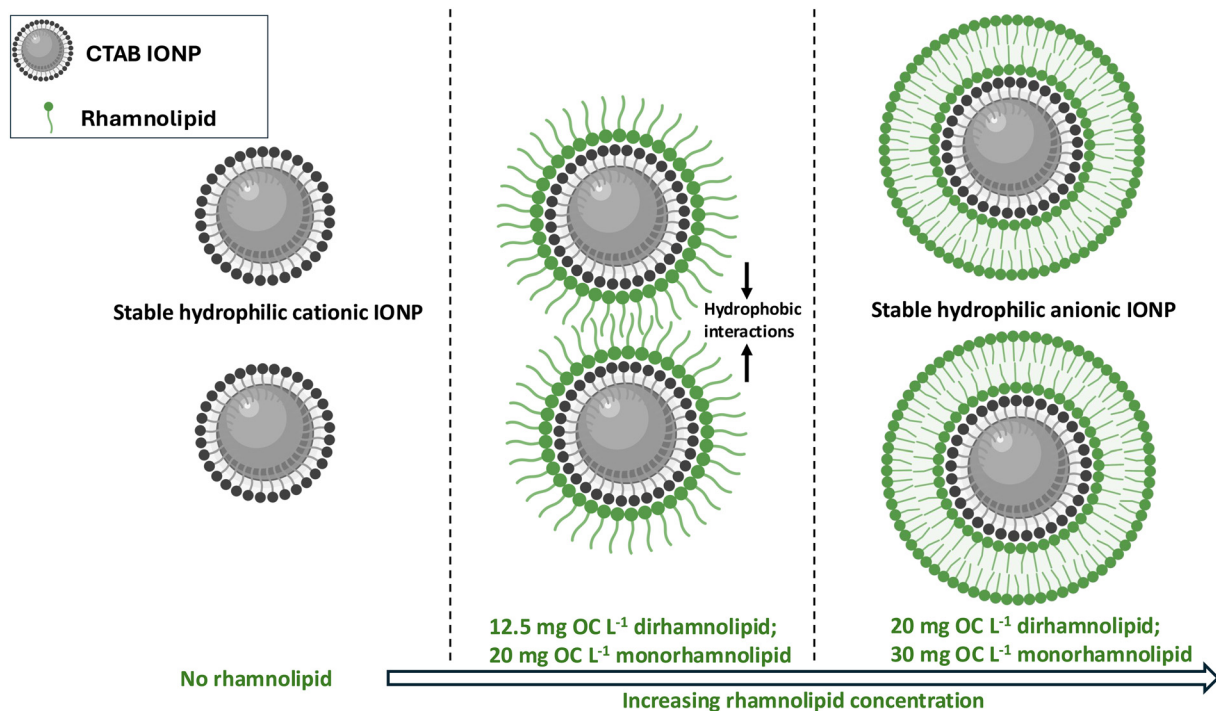 CTAB IONP
Rhamnolipid
Stable hydrophilic cationic IONP
Hydrophobic
interactions
Stable hydrophilic anionic IONP
12.5 mg OC L⁻¹ dirhamnolipid;
20 mg OC L⁻¹ monorhamnolipid
20 mg OC L⁻¹ dirhamnolipid;
30 mg OC L⁻¹ monorhamnolipid
No rhamnolipid
Increasing rhamnolipid concentration